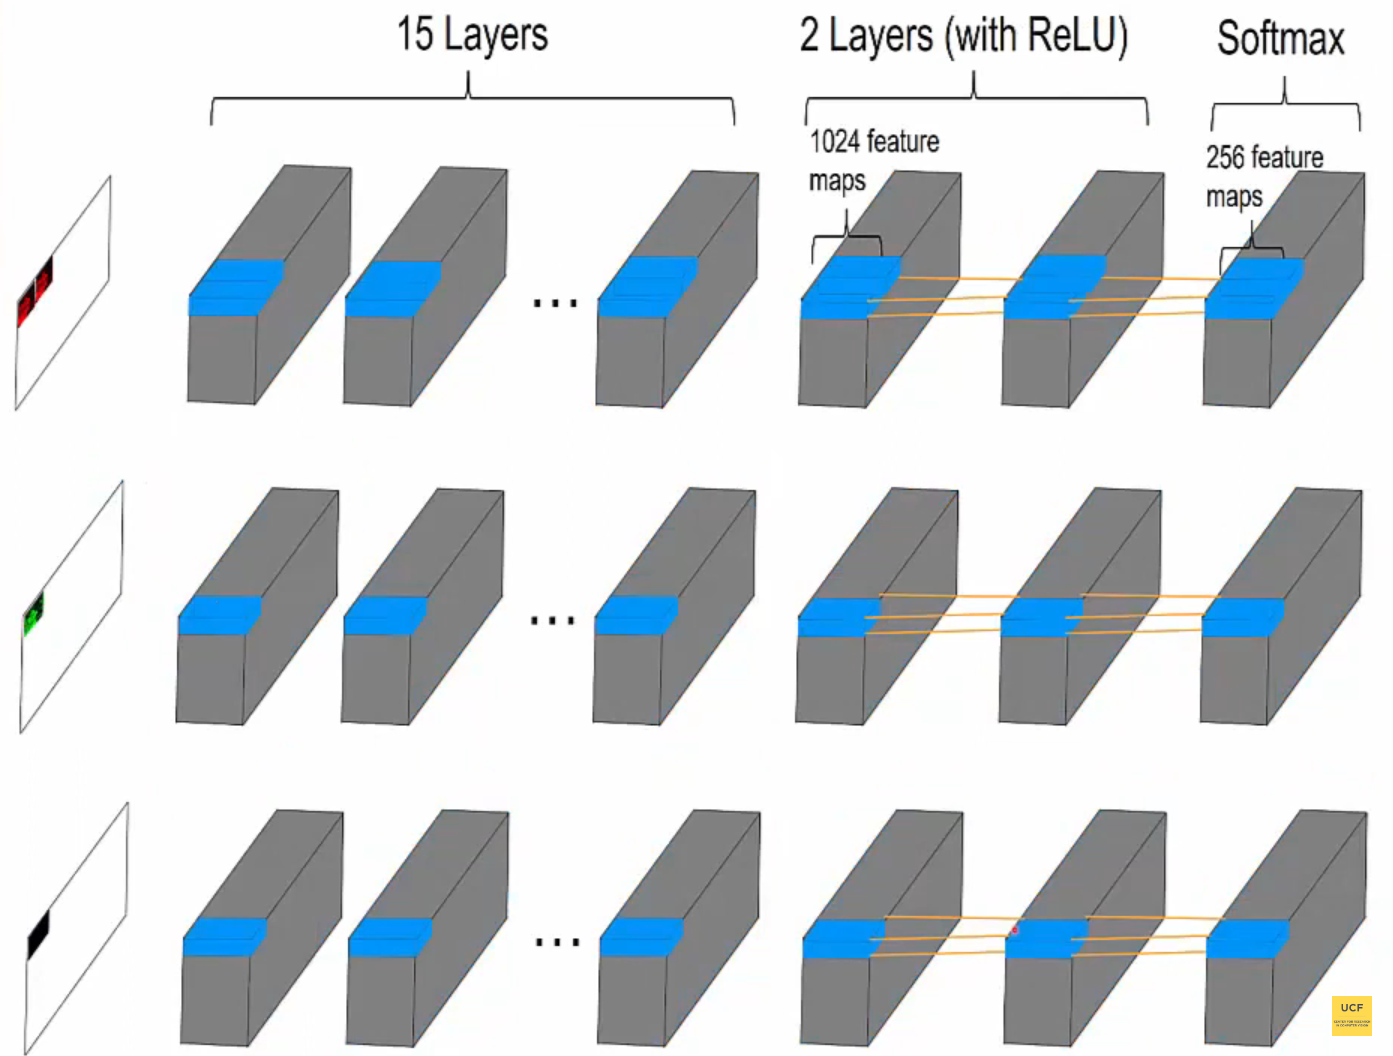 15 Layers
2 Layers (with ReLU)
Softmax
1024 feature
maps
256 feature
maps
...
...
...
UCF